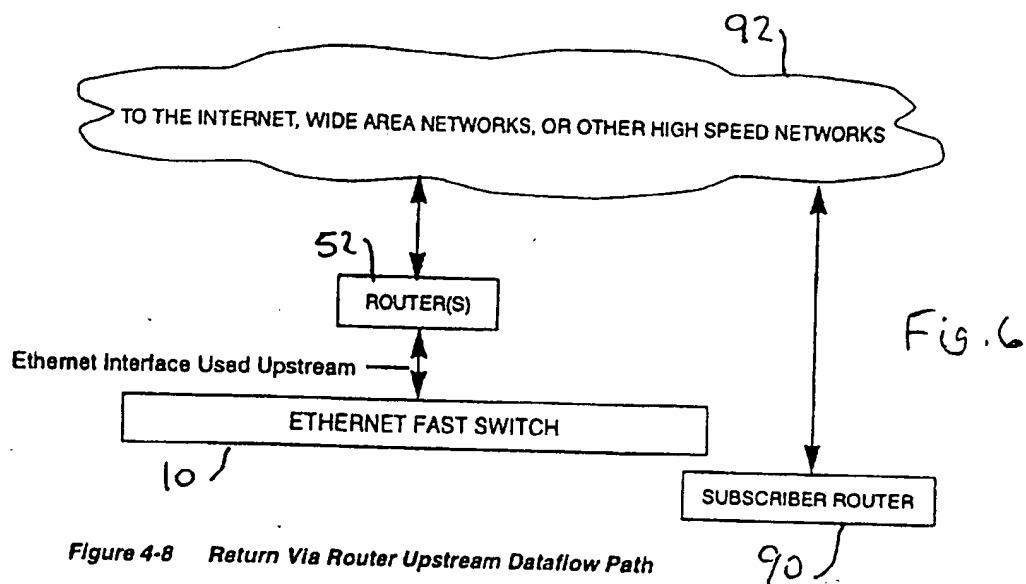 92
TO THE INTERNET, WIDE AREA NETWORKS, OR OTHER HIGH SPEED NETWORKS
52
ROUTER(S)
Fig. 6
Ethernet Interface Used Upstream
ETHERNET FAST SWITCH
10
SUBSCRIBER ROUTER
Figure 4-8 Return Via Router Upstream Dataflow Path
90